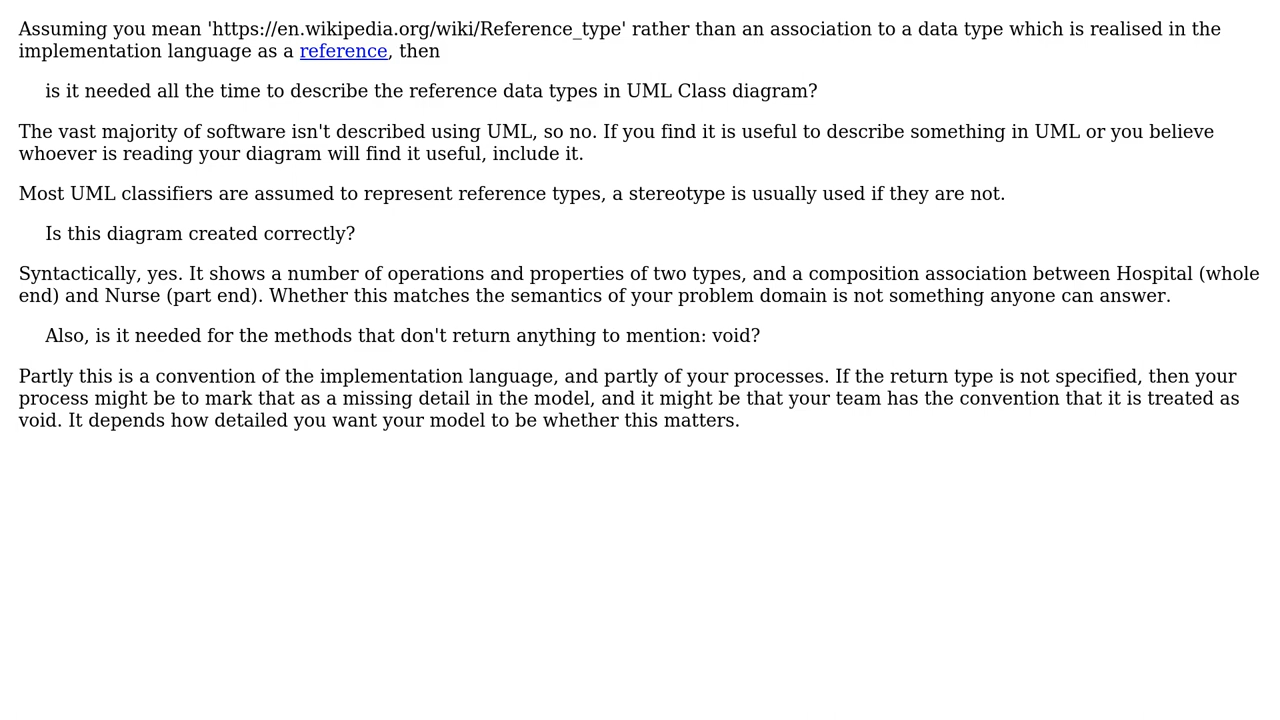 Assuming you mean 'https://en.wikipedia.org/wiki/Reference_type' rather than an association to a data type which is realised in the
implementation language as a reference, then
is it needed all the time to describe the reference data types in UML Class diagram?
The vast majority of software isn't described using UML, so no. If you find it is useful to describe something in UML or you believe
whoever is reading your diagram will find it useful, include it.
Most UML classifiers are assumed to represent reference types, a stereotype is usually used if they are not.
Is this diagram created correctly?
Syntactically, yes. It shows a number of operations and properties of two types, and a composition association between Hospital (whole
end) and Nurse (part end). Whether this matches the semantics of your problem domain is not something anyone can answer.
Also, is it needed for the methods that don't return anything to mention: void?
Partly this is a convention of the implementation language, and partly of your processes. If the return type is not specified, then your
process might be to mark that as a missing detail in the model, and it might be that your team has the convention that it is treated as
void. It depends how detailed you want your model to be whether this matters.